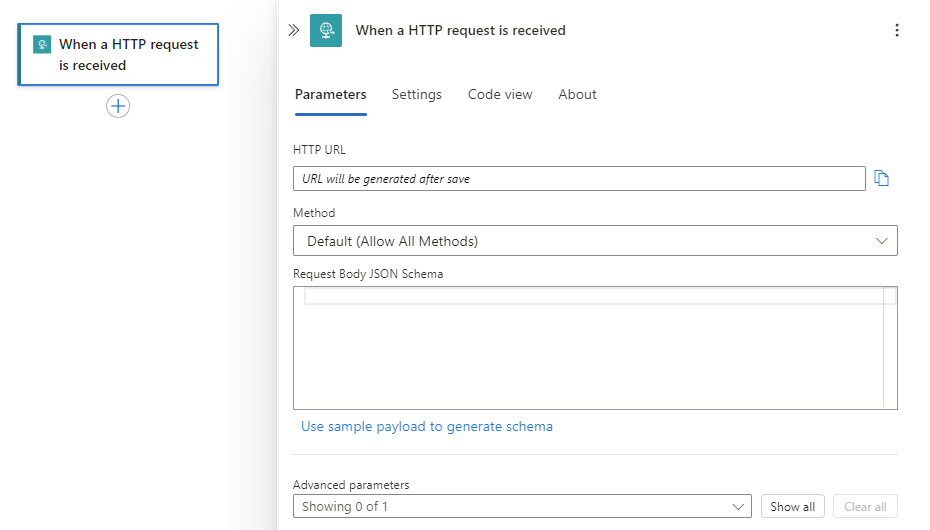 When a HTTP request
is received
When a HTTP request is received
Parameters Settings Code view About
HTTP URL
URL will be generated after save
Method
Default (Allow All Methods)
Request Body JSON Schema
Use sample payload to generate schema
Advanced parameters
Showing 0 of 1 Show all Clear all